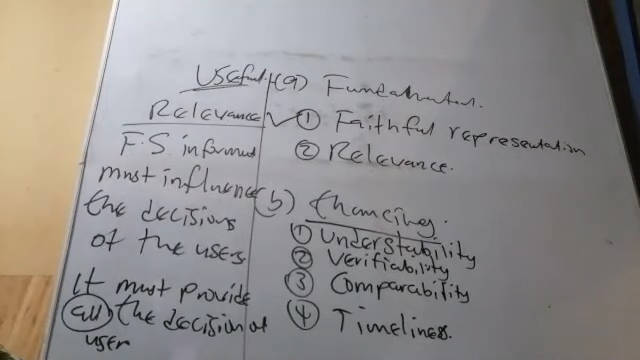 Useful
Relevance
F.S. informat
must influence
the decisions
of the users
It must provide
all the decision of
user
(a) Fundamental.
① Faithful representation
② Relevance.
(b) Enhancing.
① Understability
② Verifiability
③ Comparability
④ Timeliness.